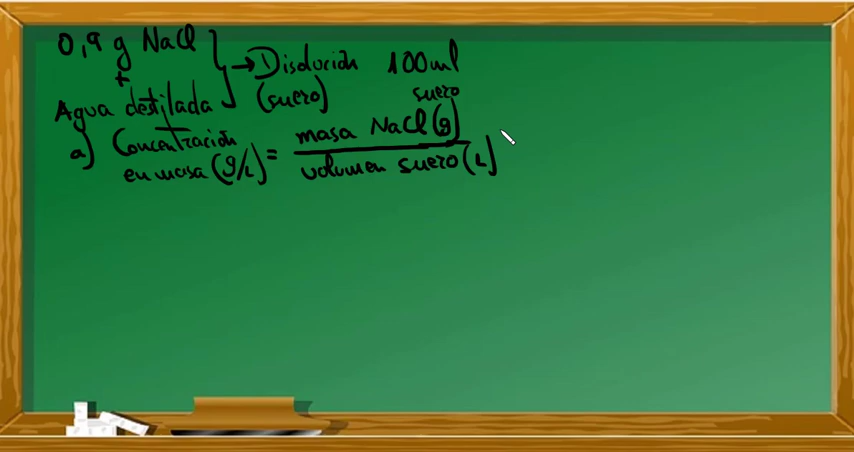 0,9 g NaCl
+
Agua destilada
→ Disolución 100 ml
(suero) suero
a) Concentración
en masa (g/L) =
masa NaCl (g)
volumen suero (L)